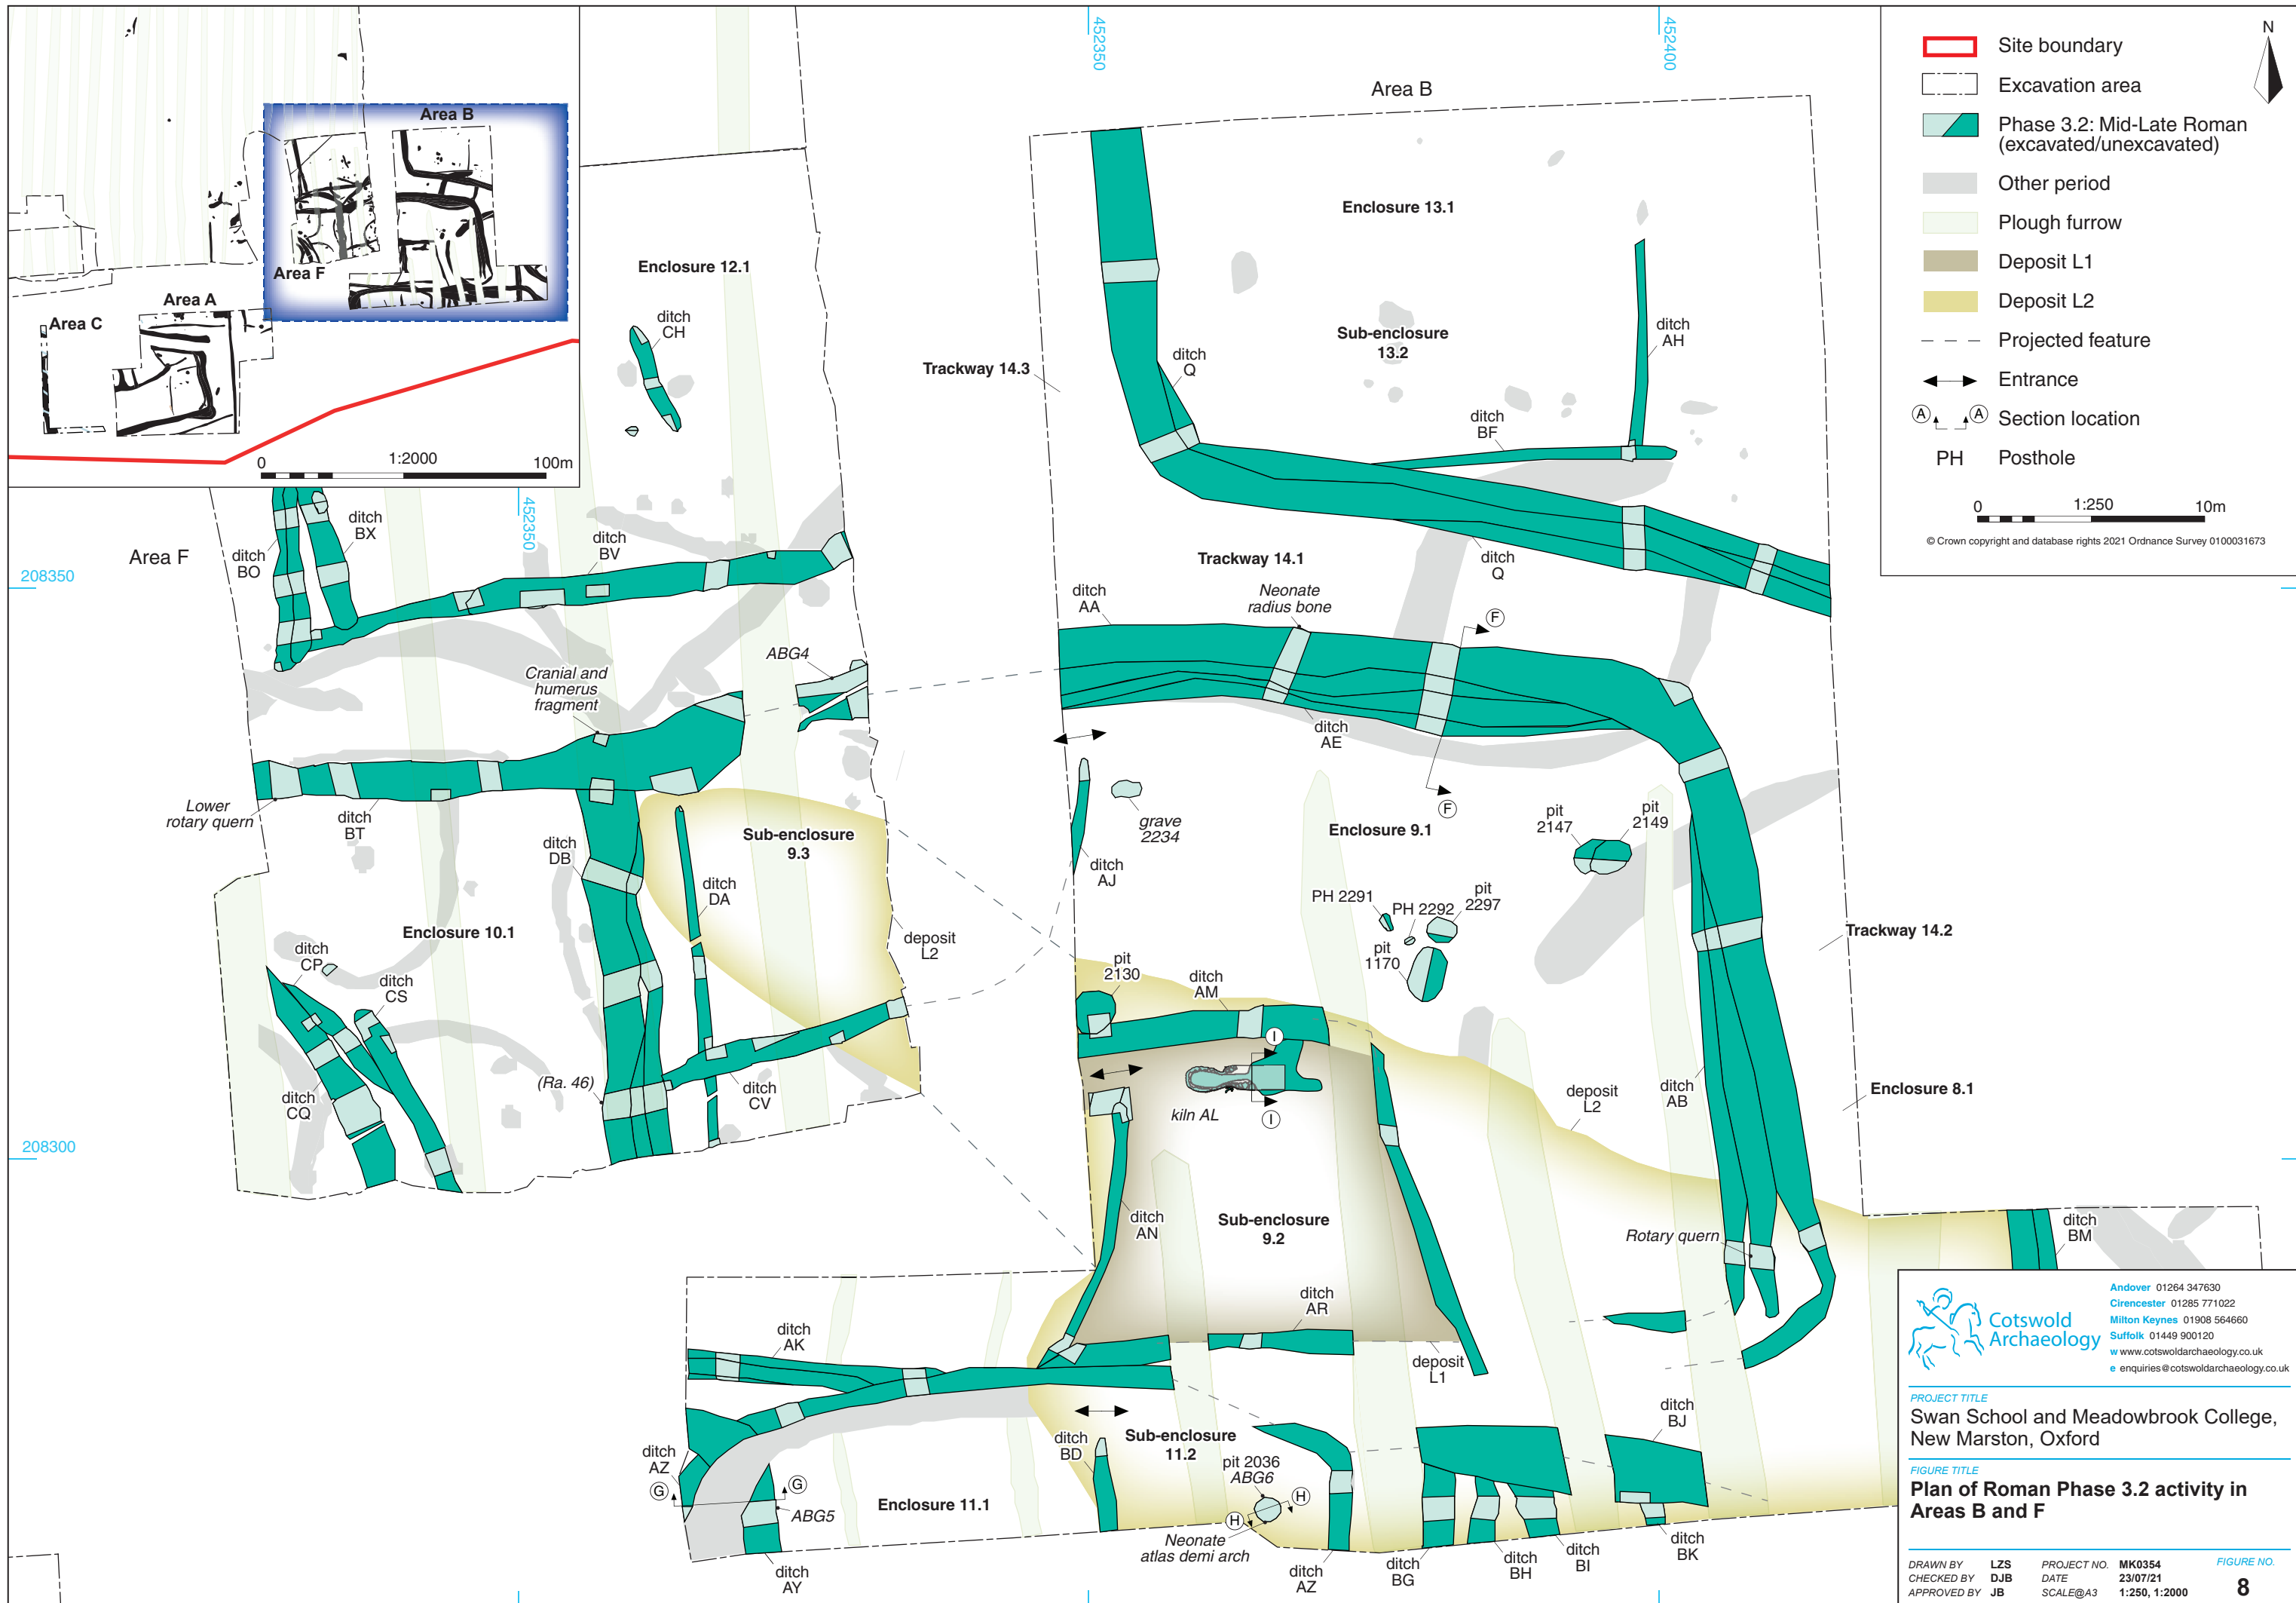 Area B
Area F
Area A
Area C
0
1:2000
100m
452350
452400
452350
208350
208300
Area B
Enclosure 13.1
Sub-enclosure
13.2
ditch
AH
ditch
Q
ditch
BF
Trackway 14.3
Enclosure 12.1
ditch
CH
Area F
ditch
BO
ditch
BX
ditch
BV
Trackway 14.1
ditch
Q
ditch
AA
Neonate
radius bone
F
ABG4
Cranial and
humerus
fragment
ditch
AE
F
Lower
rotary quern
ditch
BT
ditch
DB
Sub-enclosure
9.3
ditch
DA
grave
2234
ditch
AJ
Enclosure 9.1
pit
2147
pit
2149
PH 2291
PH 2292
pit
2297
pit
1170
Trackway 14.2
Enclosure 10.1
ditch
CP
ditch
CS
deposit
L2
pit
2130
ditch
AM
I
(Ra. 46)
ditch
CQ
ditch
CV
kiln AL
I
deposit
L2
ditch
AB
Enclosure 8.1
ditch
AN
Sub-enclosure
9.2
Rotary quern
ditch
BM
ditch
AR
ditch
AK
deposit
L1
ditch
BJ
ditch
AZ
G
G
ABG5
Enclosure 11.1
ditch
BD
Sub-enclosure
11.2
pit 2036
ABG6
H
H
Neonate
atlas demi arch
ditch
AY
ditch
AZ
ditch
BG
ditch
BH
ditch
BI
ditch
BK
N
Site boundary
Excavation area
Phase 3.2: Mid-Late Roman
(excavated/unexcavated)
Other period
Plough furrow
Deposit L1
Deposit L2
Projected feature
Entrance
A A Section location
PH Posthole
0
1:250
10m
© Crown copyright and database rights 2021 Ordnance Survey 0100031673
Cotswold
Archaeology
Andover 01264 347630
Cirencester 01285 771022
Milton Keynes 01908 564660
Suffolk 01449 900120
w www.cotswoldarchaeology.co.uk
e enquiries@cotswoldarchaeology.co.uk
PROJECT TITLE
Swan School and Meadowbrook College,
New Marston, Oxford
FIGURE TITLE
Plan of Roman Phase 3.2 activity in
Areas B and F
DRAWN BY LZS PROJECT NO. MK0354 FIGURE NO.
CHECKED BY DJB DATE 23/07/21
APPROVED BY JB SCALE@A3 1:250, 1:2000 8